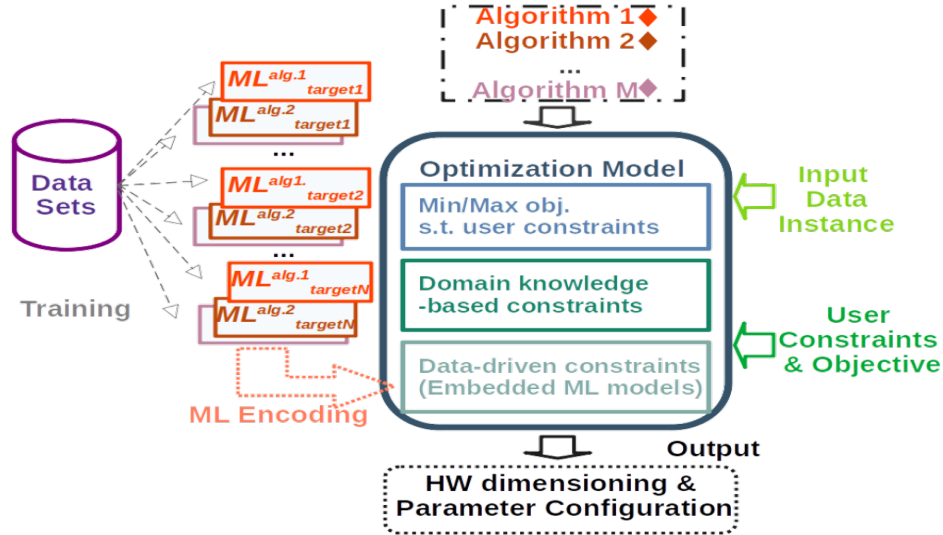 Algorithm 1
Algorithm 2
...
Algorithm M
ML alg.1 target1
ML alg.2 target1
...
ML alg1. target2
ML alg.2 target2
...
ML alg.1 targetN
ML alg.2 targetN
Data
Sets
Training
ML Encoding
Optimization Model
Min/Max obj.
s.t. user constraints
Domain knowledge
-based constraints
Data-driven constraints
(Embedded ML models)
Input
Data
Instance
User
Constraints
& Objective
Output
HW dimensioning &
Parameter Configuration